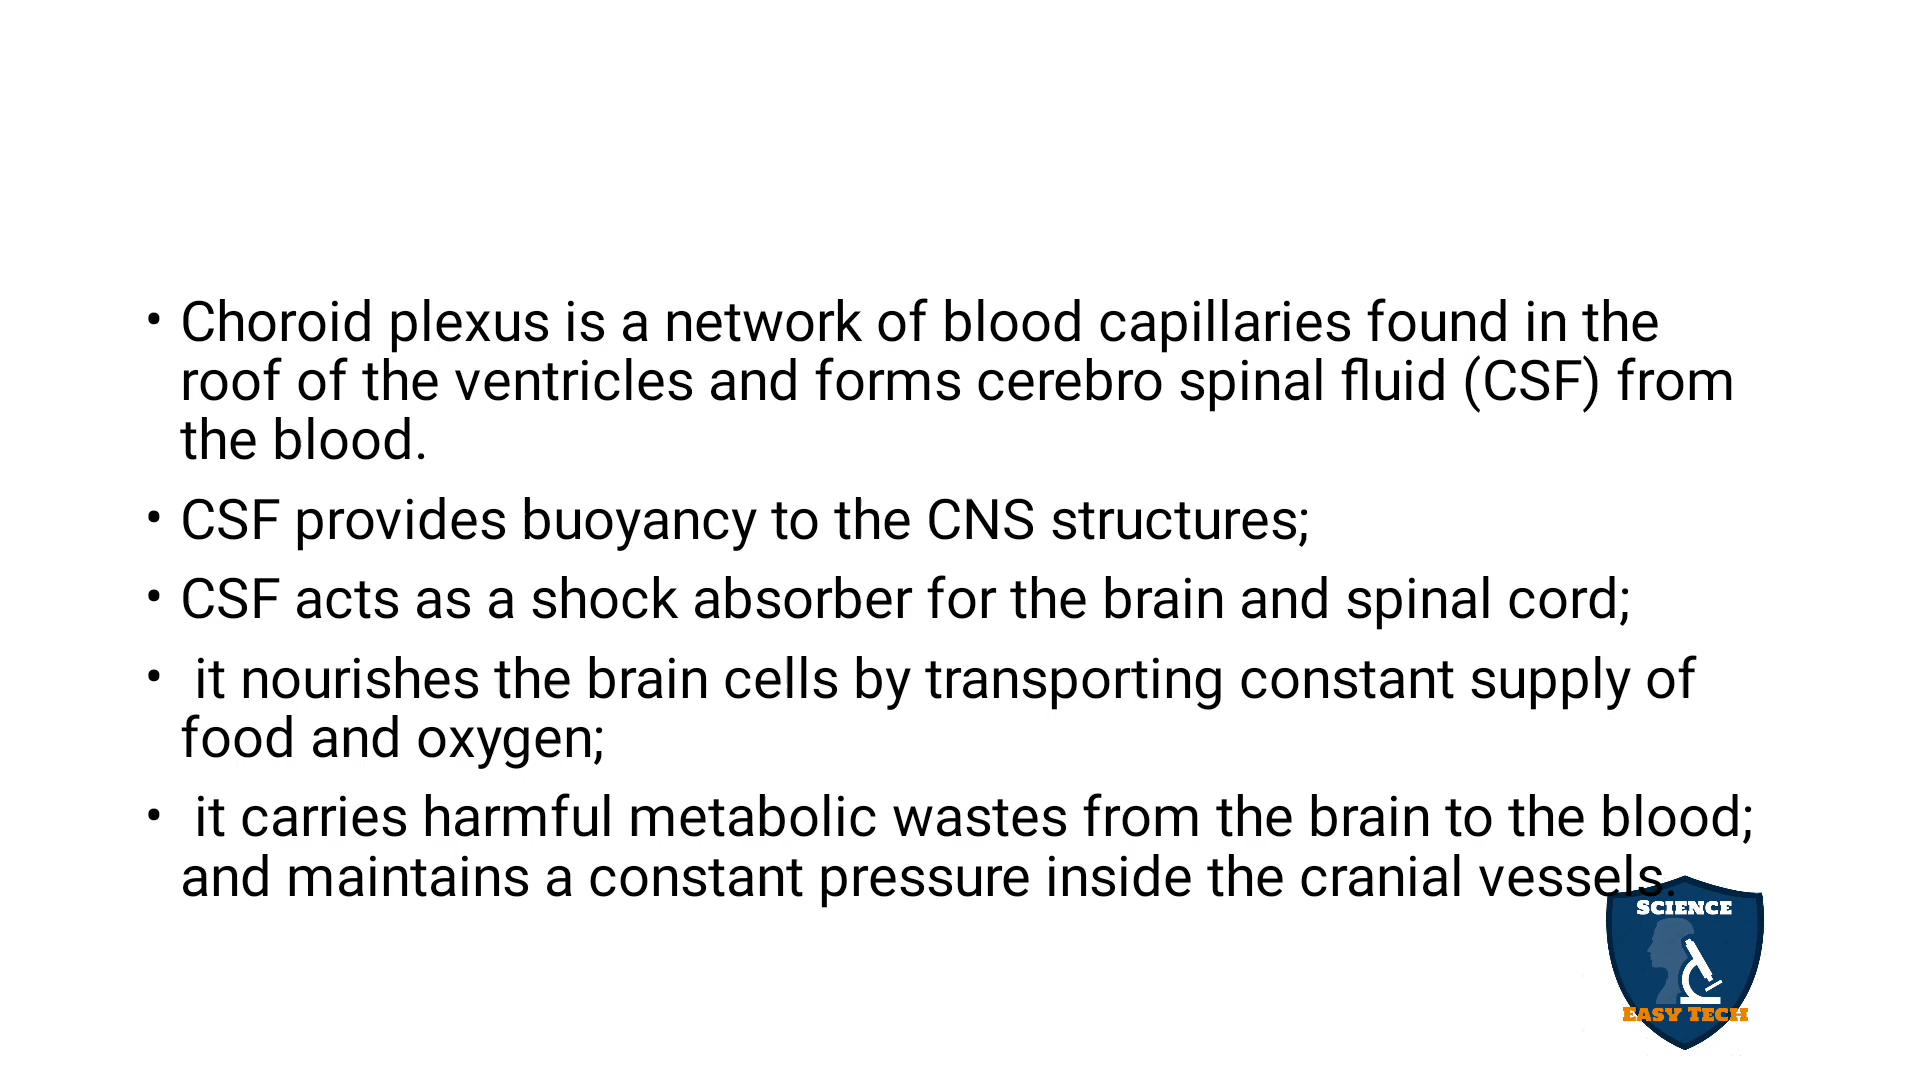 • Choroid plexus is a network of blood capillaries found in the
roof of the ventricles and forms cerebro spinal fluid (CSF) from
the blood.
• CSF provides buoyancy to the CNS structures;
• CSF acts as a shock absorber for the brain and spinal cord;
• it nourishes the brain cells by transporting constant supply of
food and oxygen;
• it carries harmful metabolic wastes from the brain to the blood;
and maintains a constant pressure inside the cranial vessels.
SCIENCE
EASY TECH